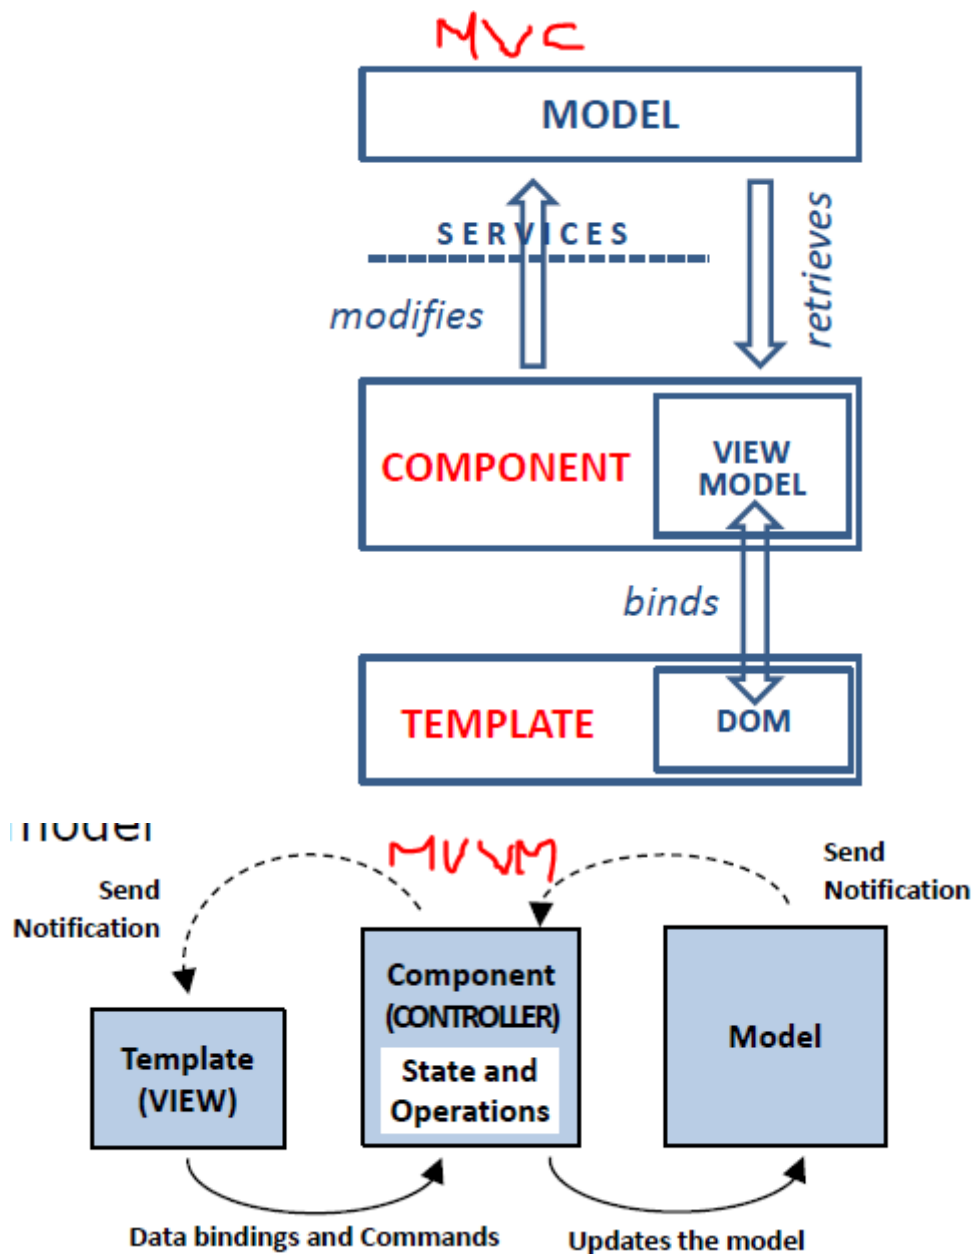 MVC
MODEL
SERVICES
modifies
retrieves
COMPONENT
VIEW
MODEL
binds
TEMPLATE
DOM
model
MVVM
Send
Notification
Send
Notification
Component
(CONTROLLER)
State and
Operations
Template
(VIEW)
Model
Data bindings and Commands
Updates the model